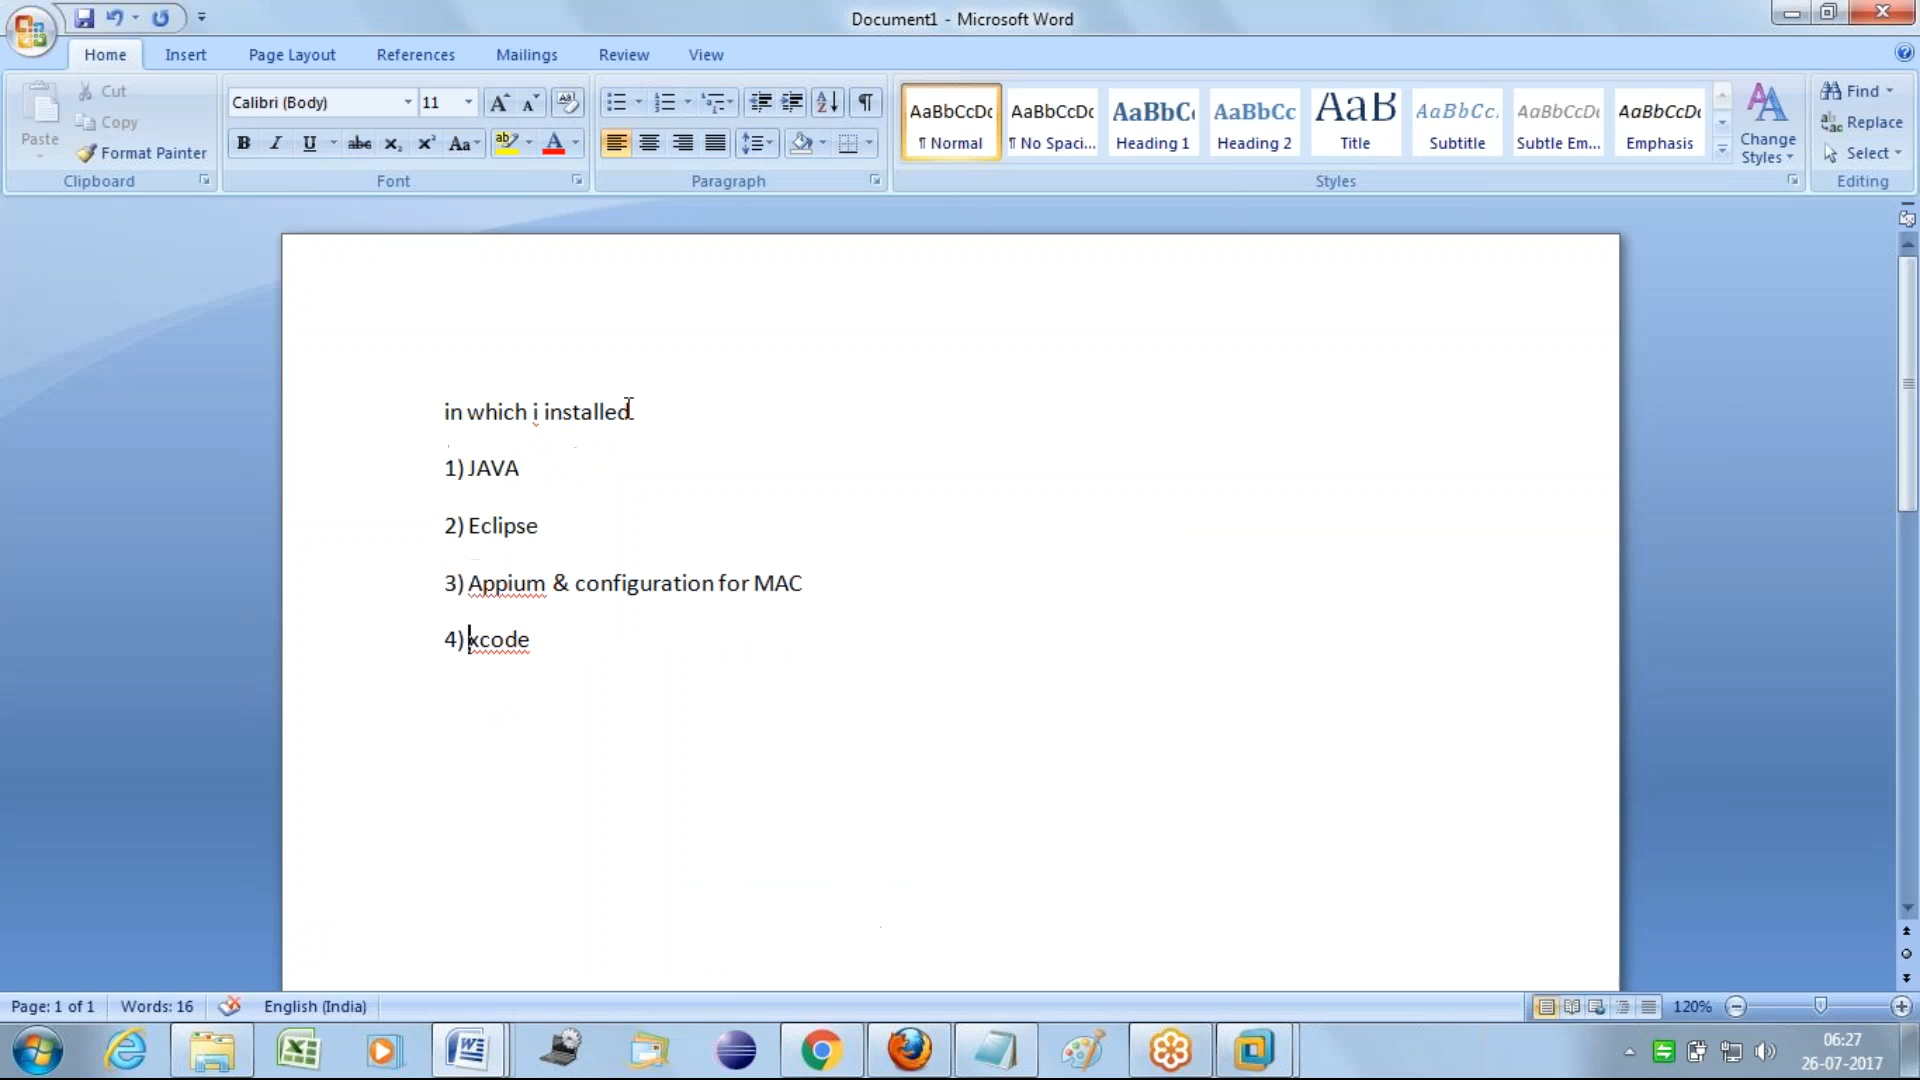 Document1 - Microsoft Word
Home Insert Page Layout References Mailings Review View
Paste
Cut
Copy
Format Painter
Clipboard
Calibri (Body) 11
Font
Paragraph
AaBbCcDc AaBbCcDc AaBbC AaBbCc AaB AaBbCc. AaBbCcDt AaBbCcDt
¶ Normal ¶ No Spaci... Heading 1 Heading 2 Title Subtitle Subtle Em... Emphasis
Change Styles
Styles
Find
Replace
Select
Editing
in which i installed
1) JAVA
2) Eclipse
3) Appium & configuration for MAC
4) xcode
Page: 1 of 1 Words: 16 English (India) 120%
06:27
26-07-2017